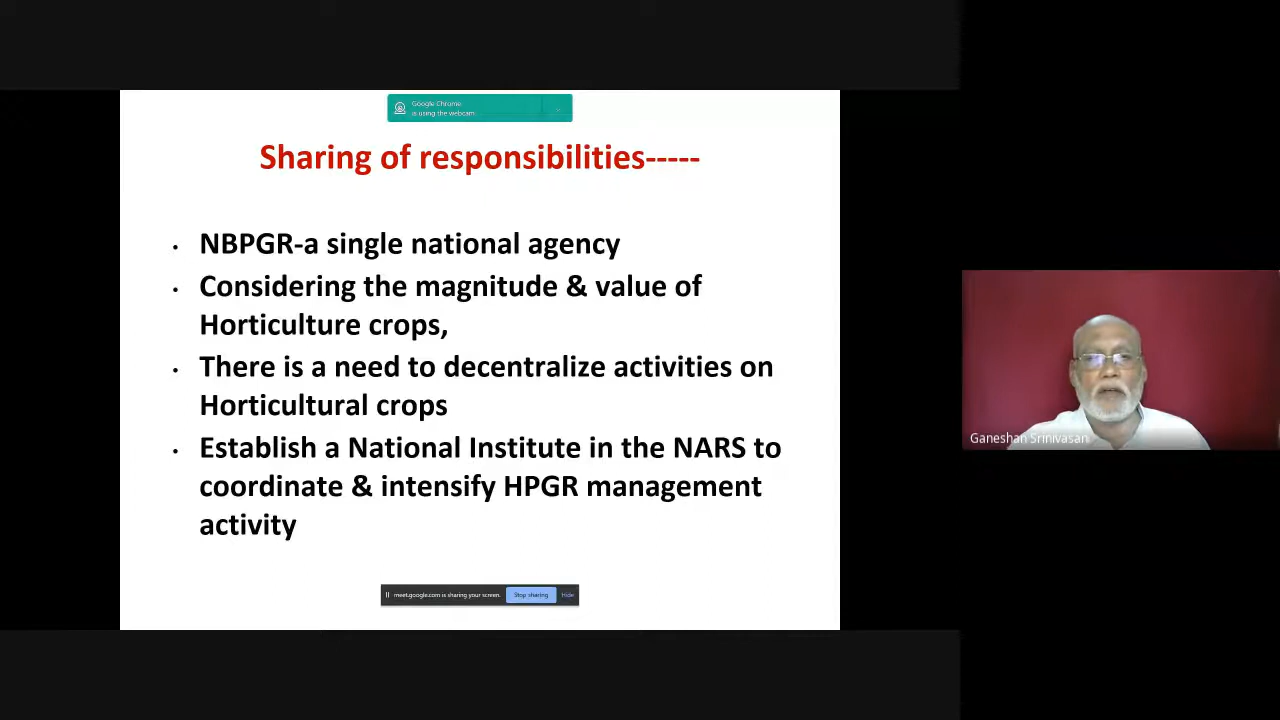 Google Chrome
is using the webcam
Sharing of responsibilities-----
• NBPGR-a single national agency
• Considering the magnitude & value of
Horticulture crops,
• There is a need to decentralize activities on
Horticultural crops
• Establish a National Institute in the NARS to
coordinate & intensify HPGR management
activity
Ganeshan Srinivasan
meet.google.com is sharing your screen. Stop sharing Hide